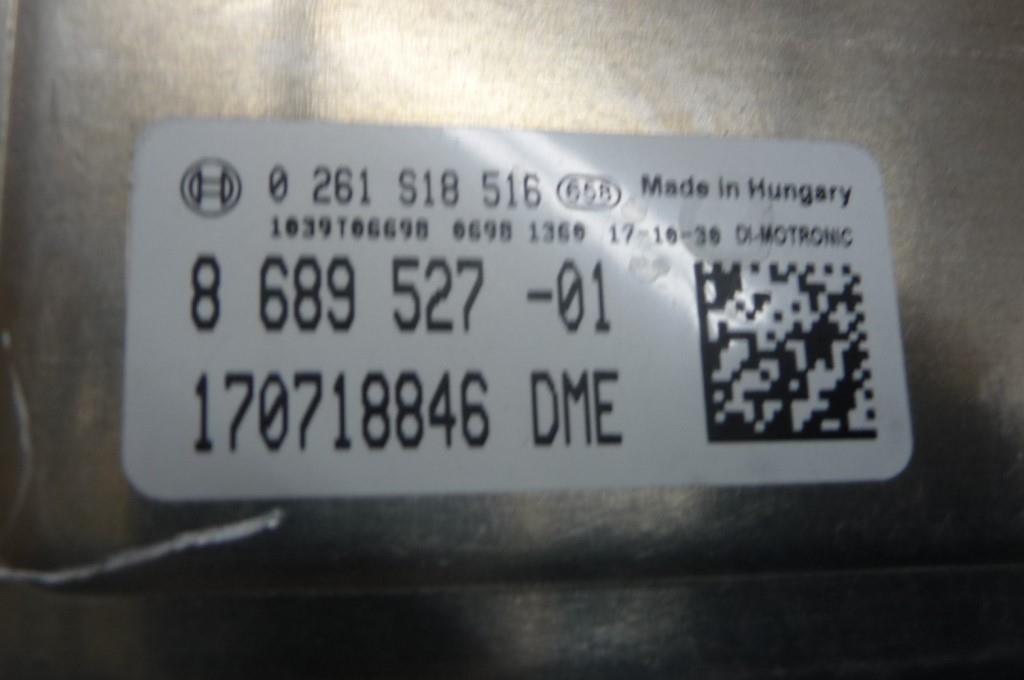 0 261 S18 516 658 Made in Hungary
1039T06698 0698 1360 17-10-30 DI-MOTRONIC
8 689 527 -01
170718846 DME